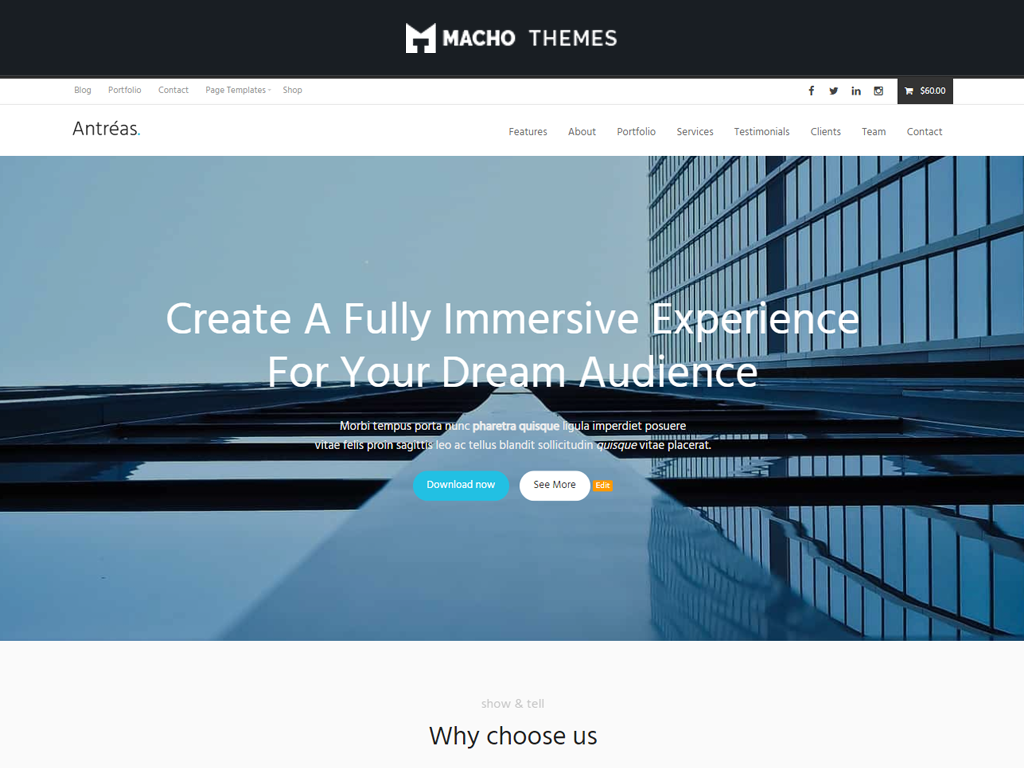 MACHO THEMES
Blog Portfolio Contact Page Templates Shop
$60.00
Antréas.
Features About Portfolio Services Testimonials Clients Team Contact
Create A Fully Immersive Experience
For Your Dream Audience
Morbi tempus porta nunc pharetra quisque ligula imperdiet posuere
vitae felis proin sagittis leo ac tellus blandit sollicitudin quisque vitae placerat.
Download now See More Edit
show & tell
Why choose us